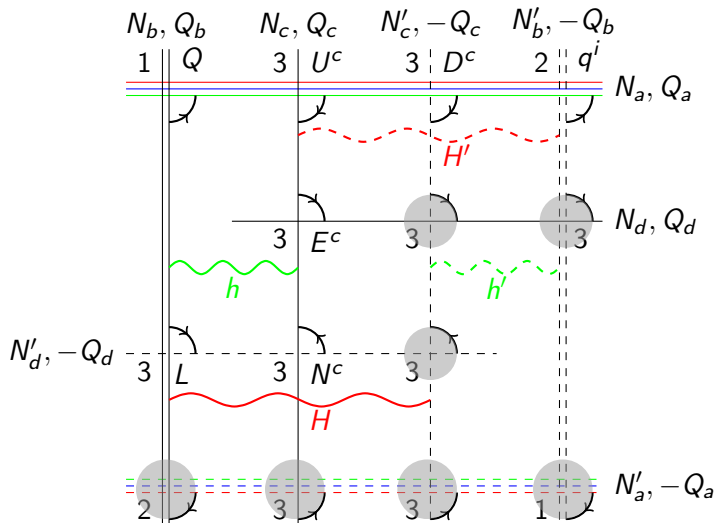 N_b, Q_b N_c, Q_c N'_c, −Q_c N'_b, −Q_b
1 Q 3 U^c 3 D^c 2 q^i
N_a, Q_a
H′
N_d, Q_d
3 E^c 3 3
h h′
N'_d, −Q_d
3 L 3 N^c 3
H
N'_a, −Q_a
2 3 3 1